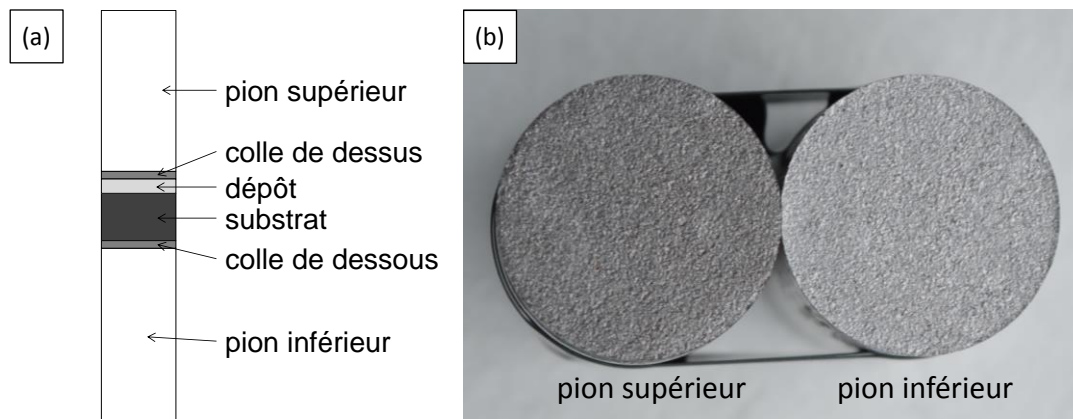 (a)
pion supérieur
colle de dessus
dépôt
substrat
colle de dessous
pion inférieur
(b)
pion supérieur
pion inférieur